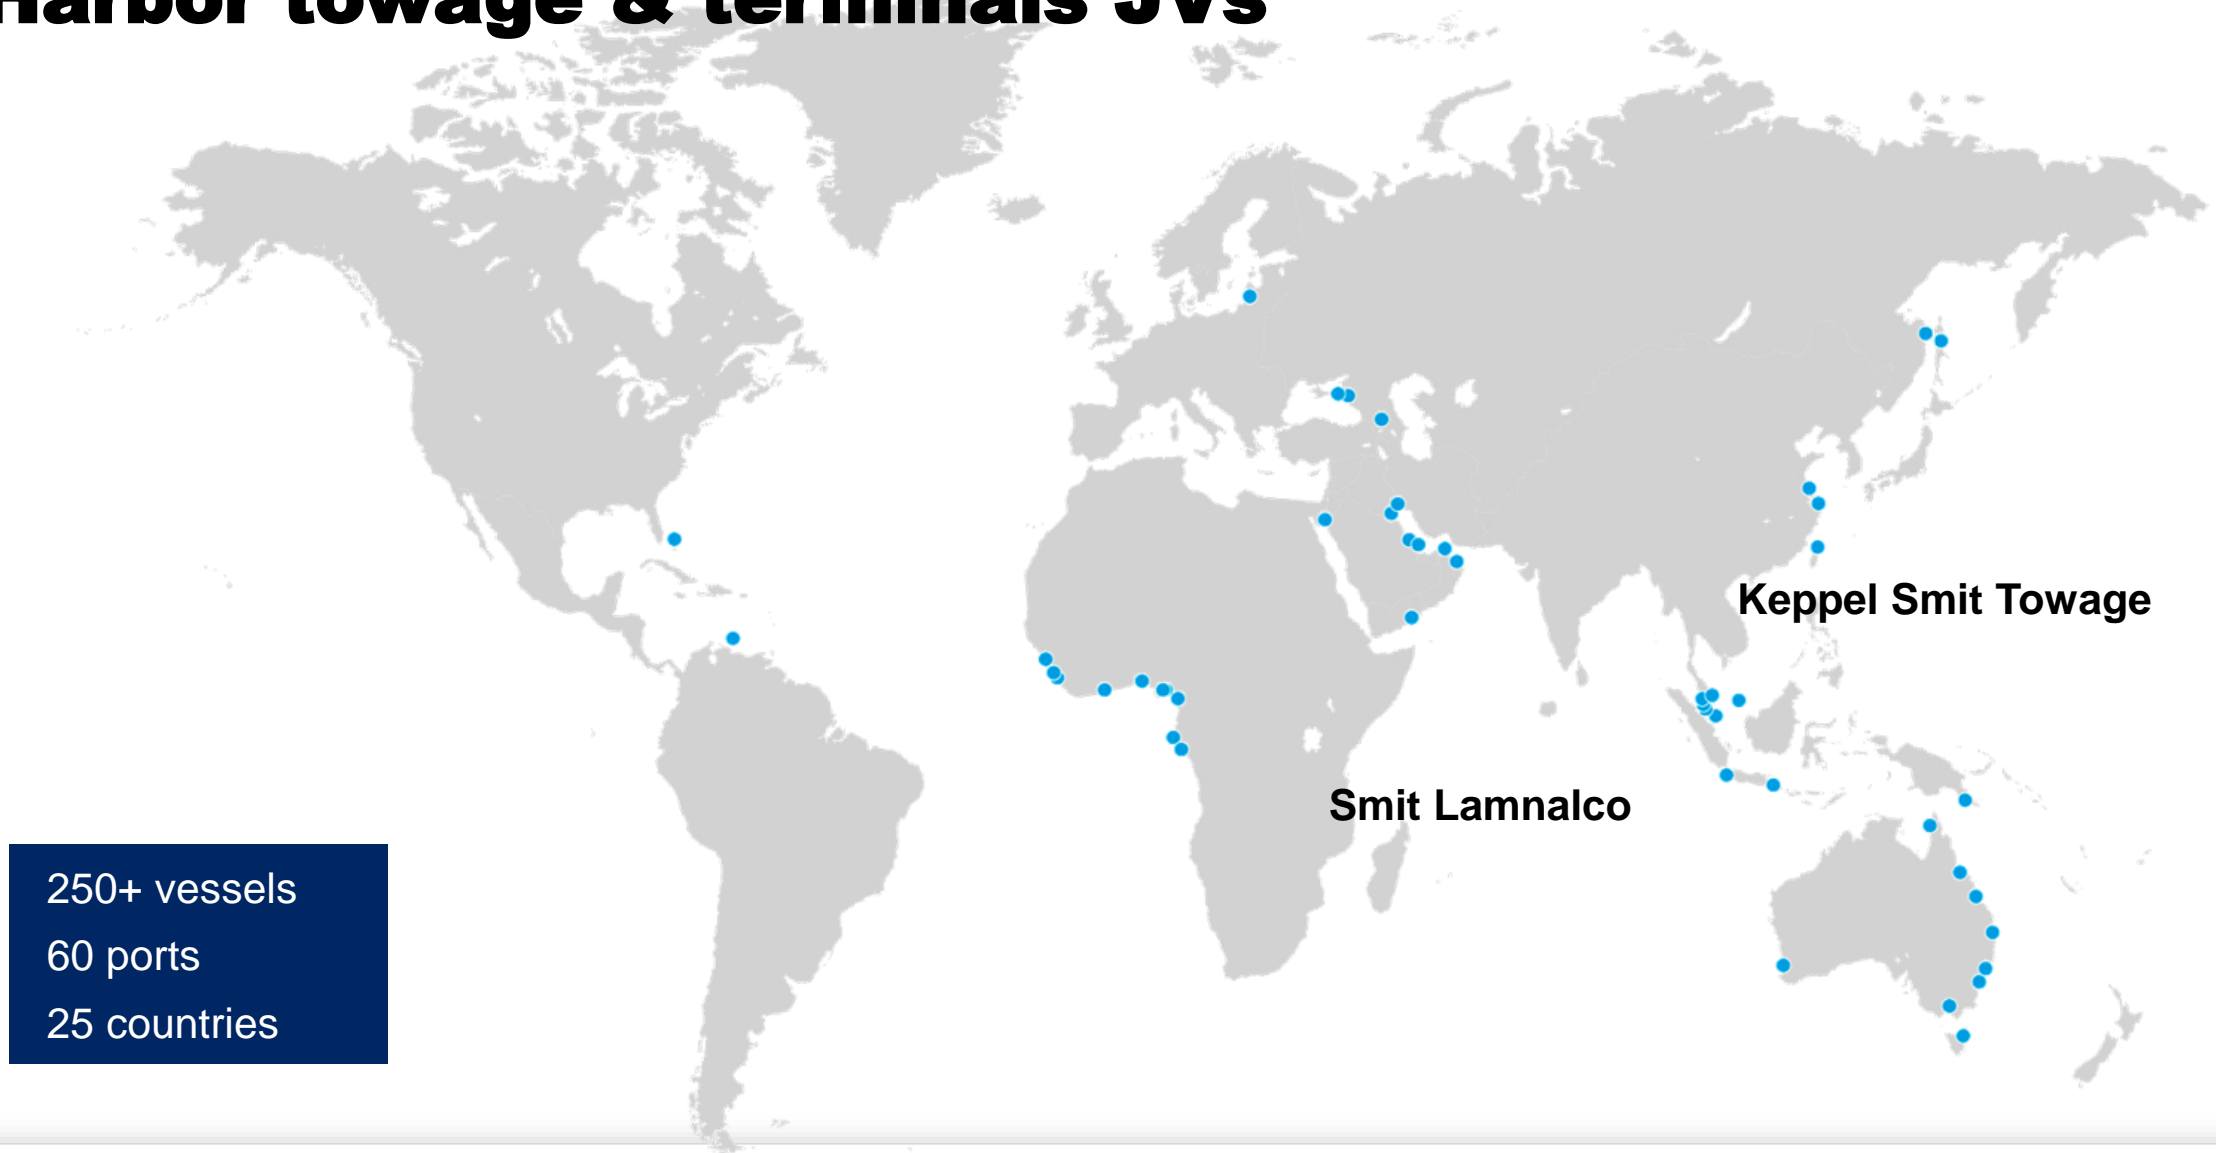 Harbor towage & terminals JVs
Keppel Smit Towage
Smit Lamnalco
250+ vessels
60 ports
25 countries